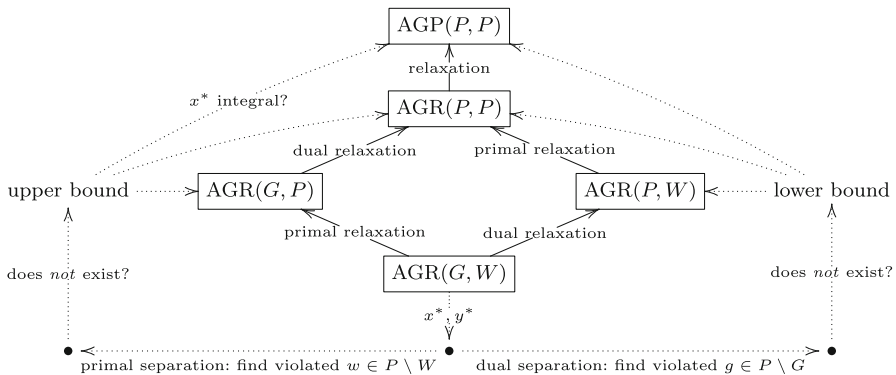 AGP(P, P)
relaxation
x* integral?
AGR(P, P)
dual relaxation
primal relaxation
upper bound
AGR(G, P)
AGR(P, W)
lower bound
primal relaxation
dual relaxation
does not exist?
AGR(G, W)
does not exist?
x*, y*
primal separation: find violated w ∈ P \ W
dual separation: find violated g ∈ P \ G